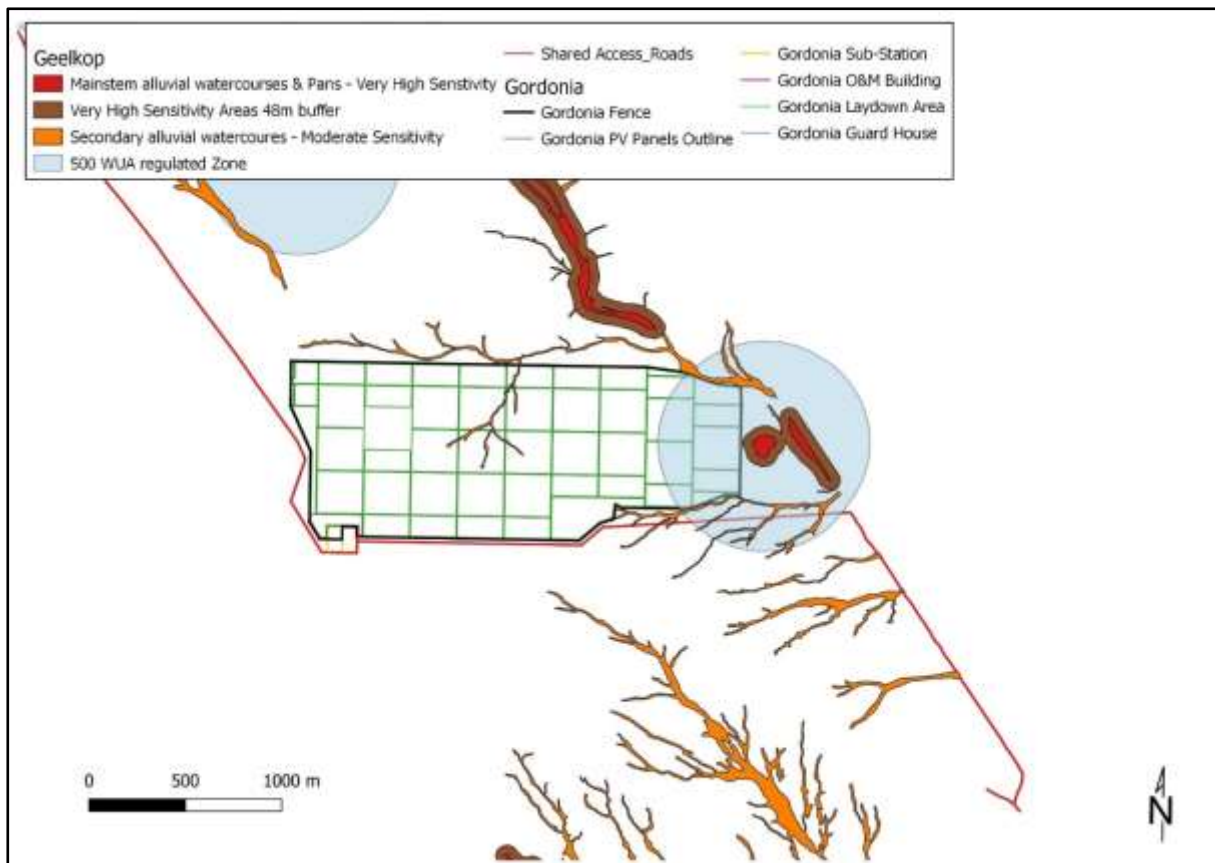 Geelkop
Mainstem alluvial watercourses & Pans - Very High Senstivity
Very High Sensitivity Areas 48m buffer
Secondary alluvial watercoures - Moderate Sensitivity
500 WUA regulated Zone
Shared Access_Roads
Gordonia
Gordonia Fence
Gordonia PV Panels Outline
Gordonia Sub-Station
Gordonia O&M Building
Gordonia Laydown Area
Gordonia Guard House
0 500 1000 m
N